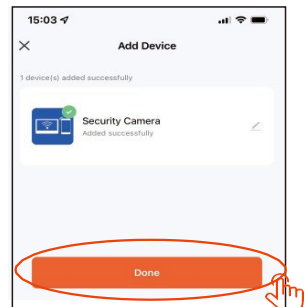 15:03
Add Device
1 device(s) added successfully
Security Camera
Added successfully
Done